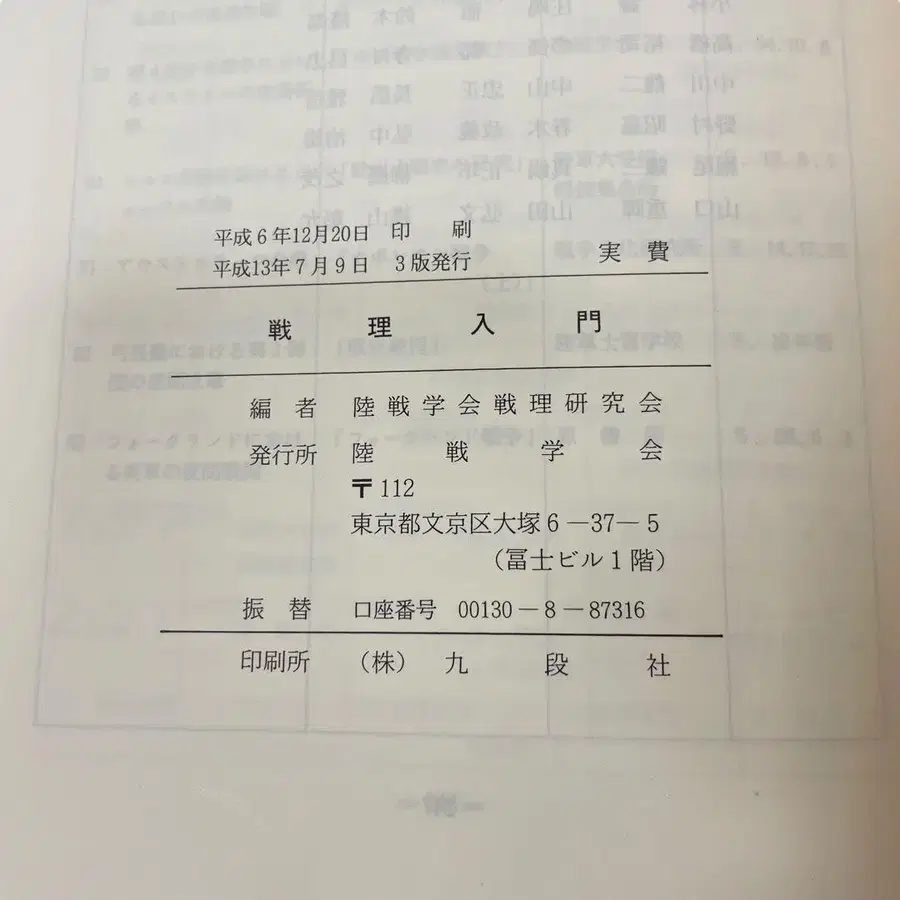 平成6年12月20日 印 刷
平成13年7月9日 3版発行 実 費
戦 理 入 門
編 者 陸戦学会戦理研究会
発行所 陸 戦 学 会
〒112
東京都文京区大塚6－37－5
（冨士ビル1階）
振 替 口座番号 00130－8－87316
印刷所 （株） 九 段 社